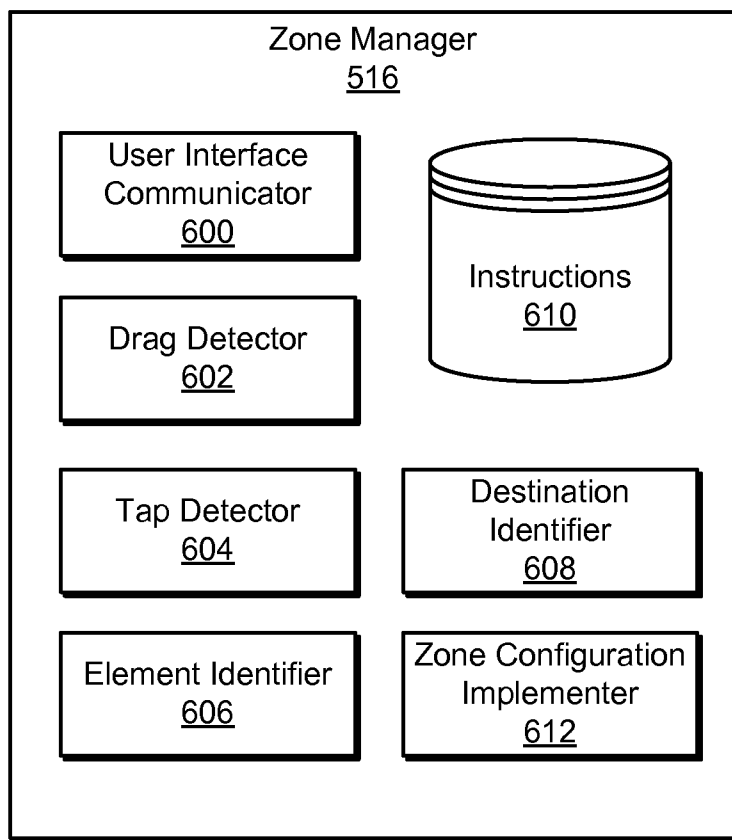 Zone Manager
516
User Interface
Communicator
600
Instructions
610
Drag Detector
602
Tap Detector
604
Destination
Identifier
608
Element Identifier
606
Zone Configuration
Implementer
612